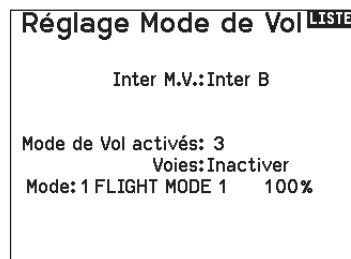 Réglage Mode de Vol LISTE
Inter M.V.: Inter B
Mode de Vol activés: 3
Voies: Inactiver
Mode: 1 FLIGHT MODE 1 100%